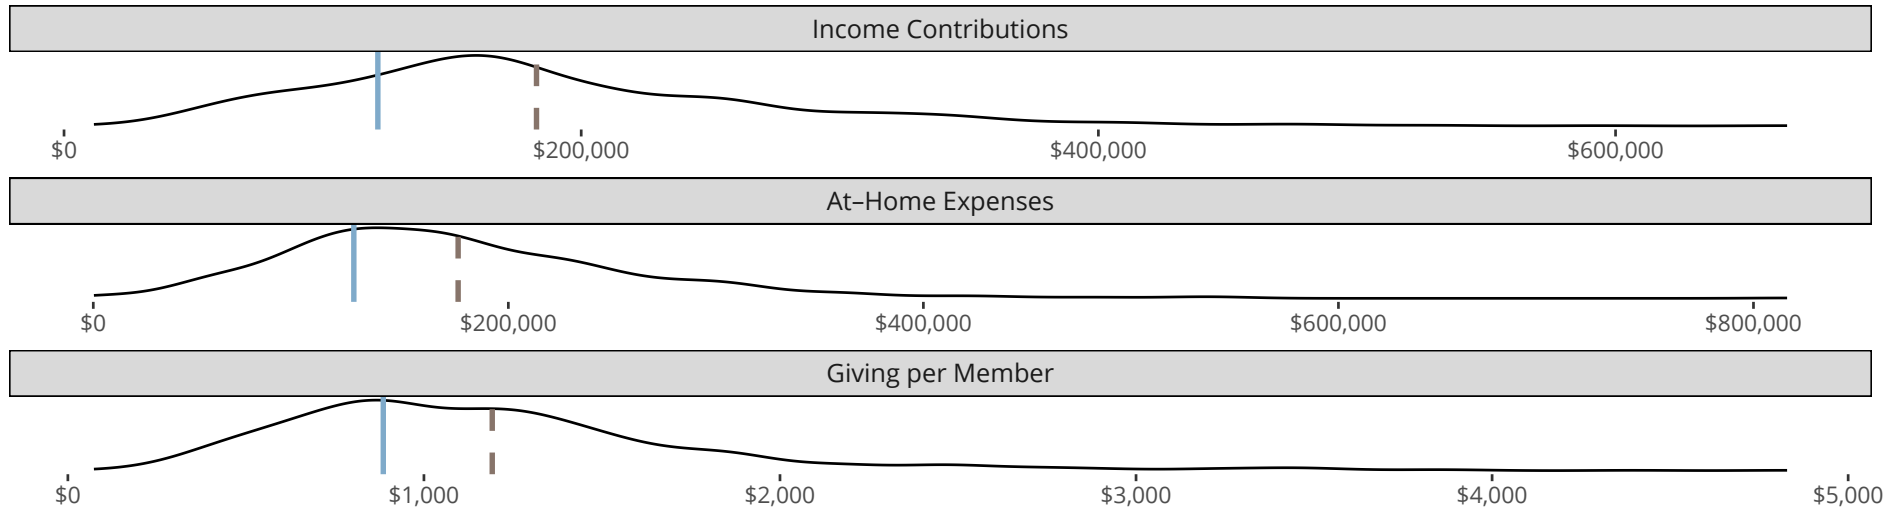 Income Contributions
$0 $200,000 $400,000 $600,000
At–Home Expenses
$0 $200,000 $400,000 $600,000 $800,000
Giving per Member
$0 $1,000 $2,000 $3,000 $4,000 $5,000